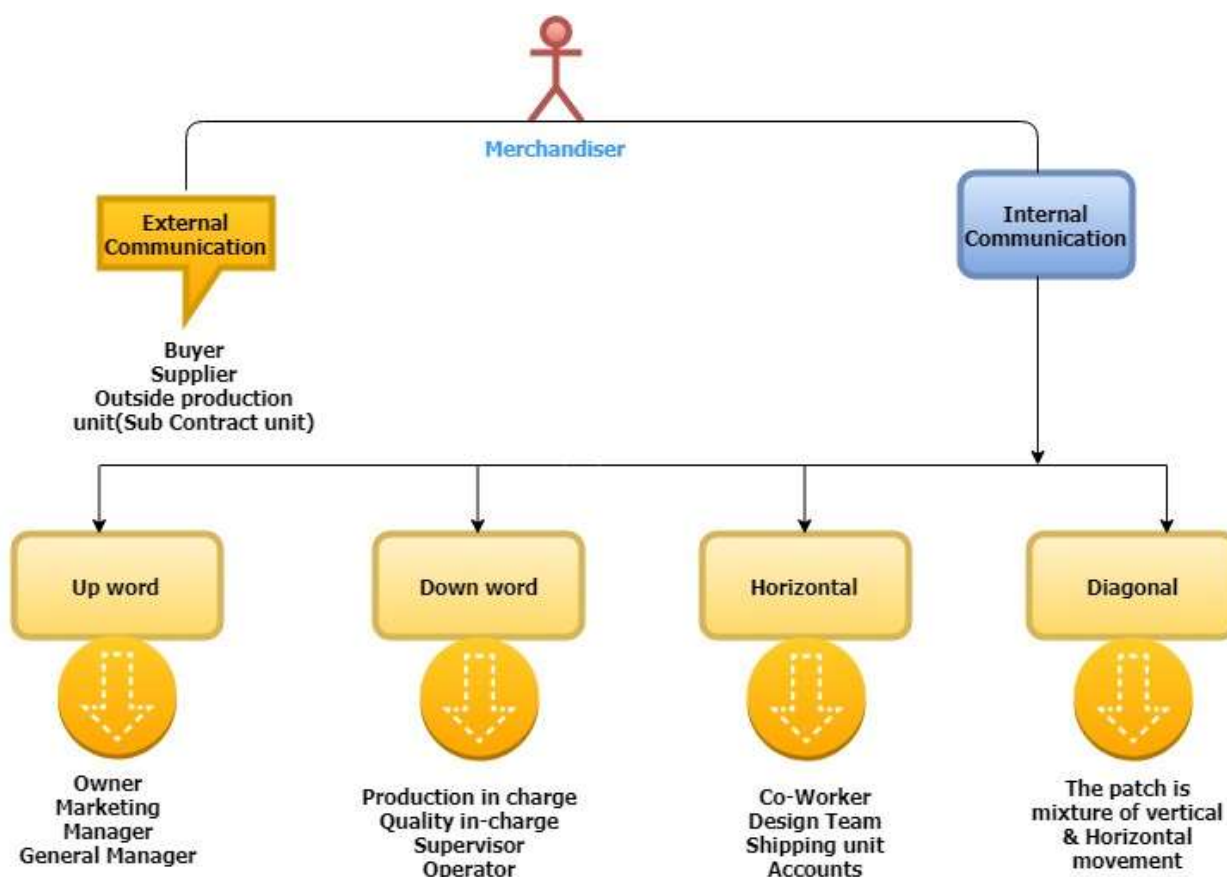 Merchandiser
External
Communication
Internal
Communication
Buyer
Supplier
Outside production
unit(Sub Contract unit)
Up word
Down word
Horizontal
Diagonal
Owner
Marketing
Manager
General Manager
Production in charge
Quality in-charge
Supervisor
Operator
Co-Worker
Design Team
Shipping unit
Accounts
The patch is
mixture of vertical
& Horizontal
movement